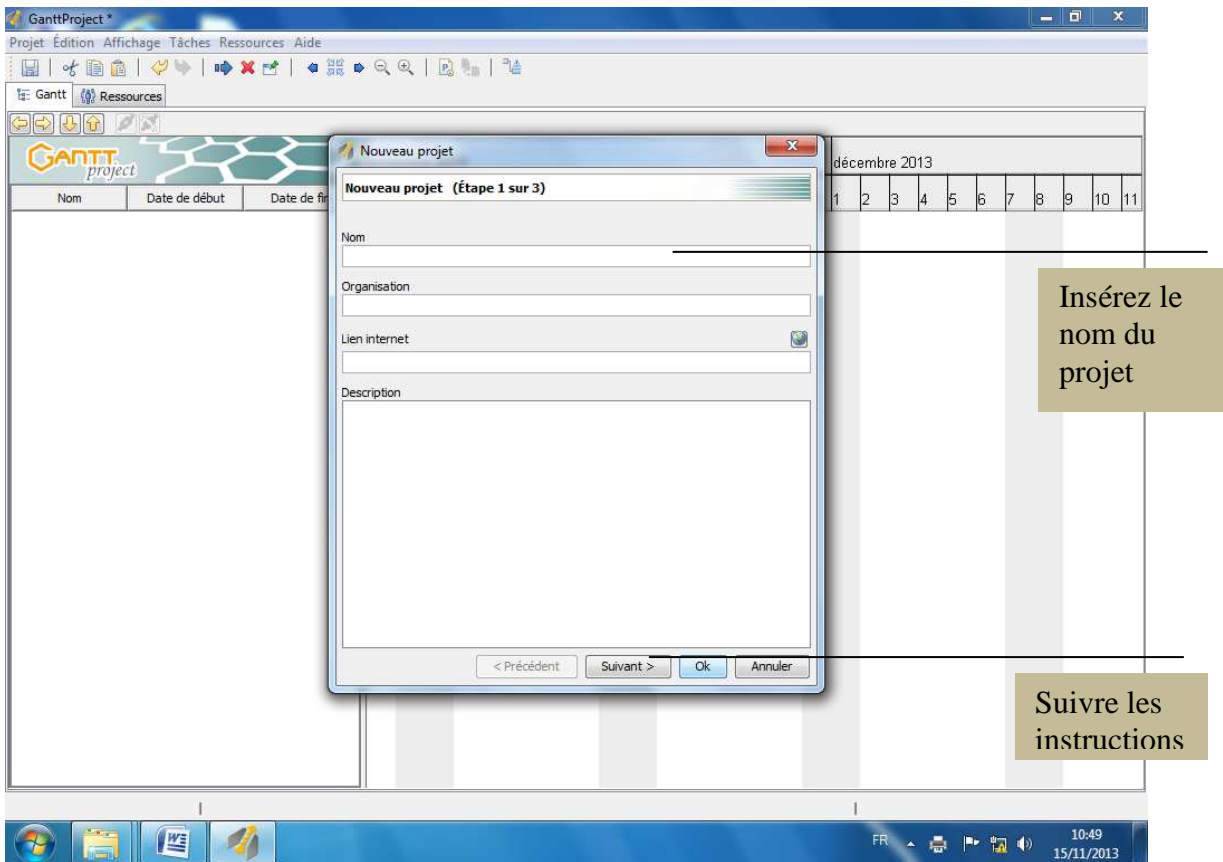 GanttProject *
Projet Édition Affichage Tâches Ressources Aide
Gantt Ressources
GANTT project
décembre 2013
Nom Date de début Date de fin
1 2 3 4 5 6 7 8 9 10 11
Nouveau projet
Nouveau projet (Étape 1 sur 3)
Nom
Organisation
Lien internet
Description
< Précédent Suivant > Ok Annuler
Insérez le
nom du
projet
Suivre les
instructions
FR
10:49
15/11/2013